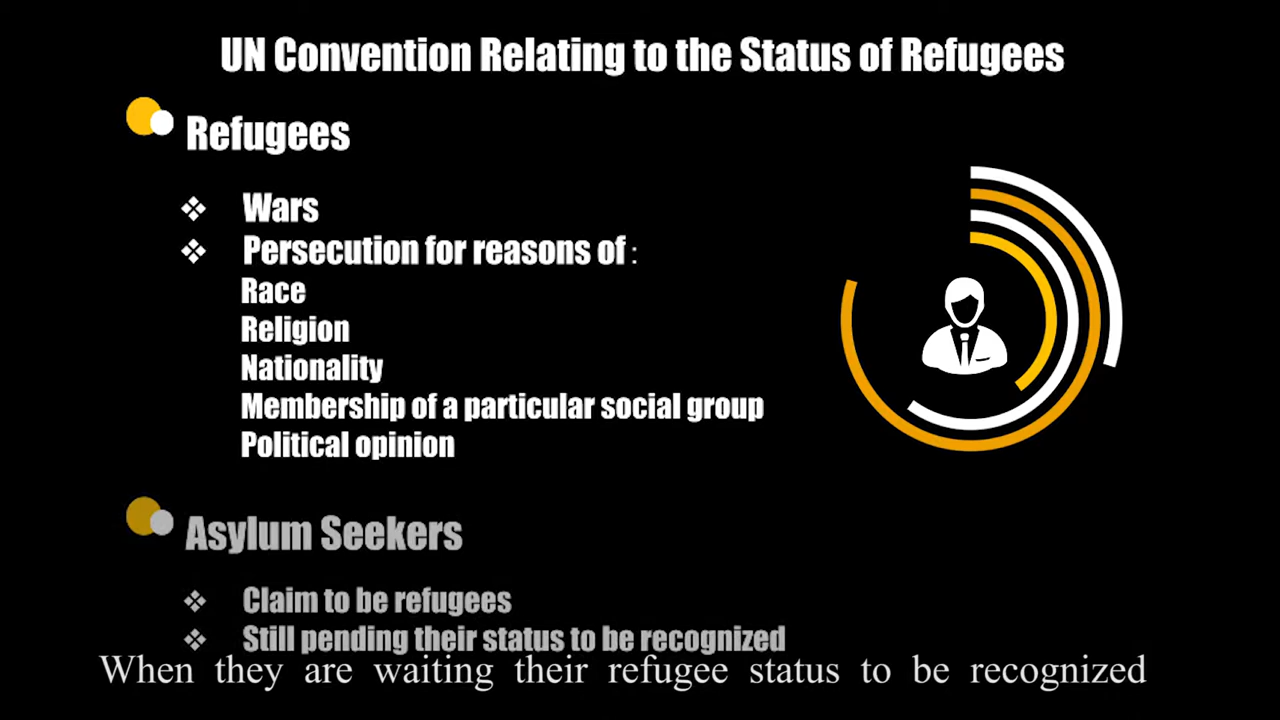 UN Convention Relating to the Status of Refugees
Refugees
❖ Wars
❖ Persecution for reasons of :
Race
Religion
Nationality
Membership of a particular social group
Political opinion
Asylum Seekers
❖ Claim to be refugees
❖ Still pending their status to be recognized
When they are waiting their refugee status to be recognized